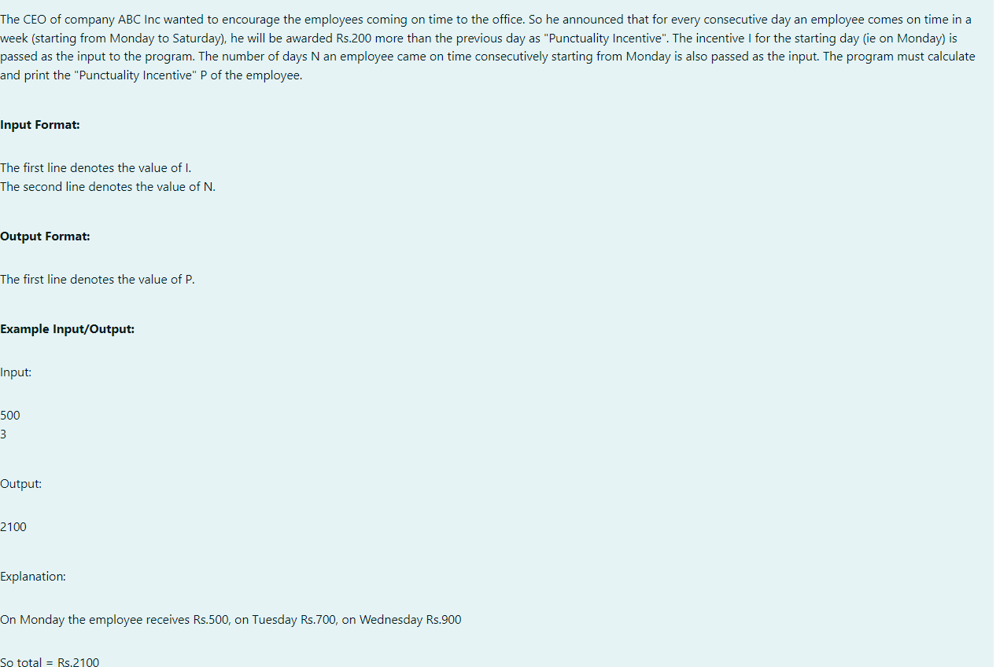 The CEO of company ABC Inc wanted to encourage the employees coming on time to the office. So he announced that for every consecutive day an employee comes on time in a
week (starting from Monday to Saturday), he will be awarded Rs.200 more than the previous day as "Punctuality Incentive". The incentive I for the starting day (ie on Monday) is
passed as the input to the program. The number of days N an employee came on time consecutively starting from Monday is also passed as the input. The program must calculate
and print the "Punctuality Incentive" P of the employee.
Input Format:
The first line denotes the value of I.
The second line denotes the value of N.
Output Format:
The first line denotes the value of P.
Example Input/Output:
Input:
500
3
Output:
2100
Explanation:
On Monday the employee receives Rs.500, on Tuesday Rs.700, on Wednesday Rs.900
So total = Rs.2100